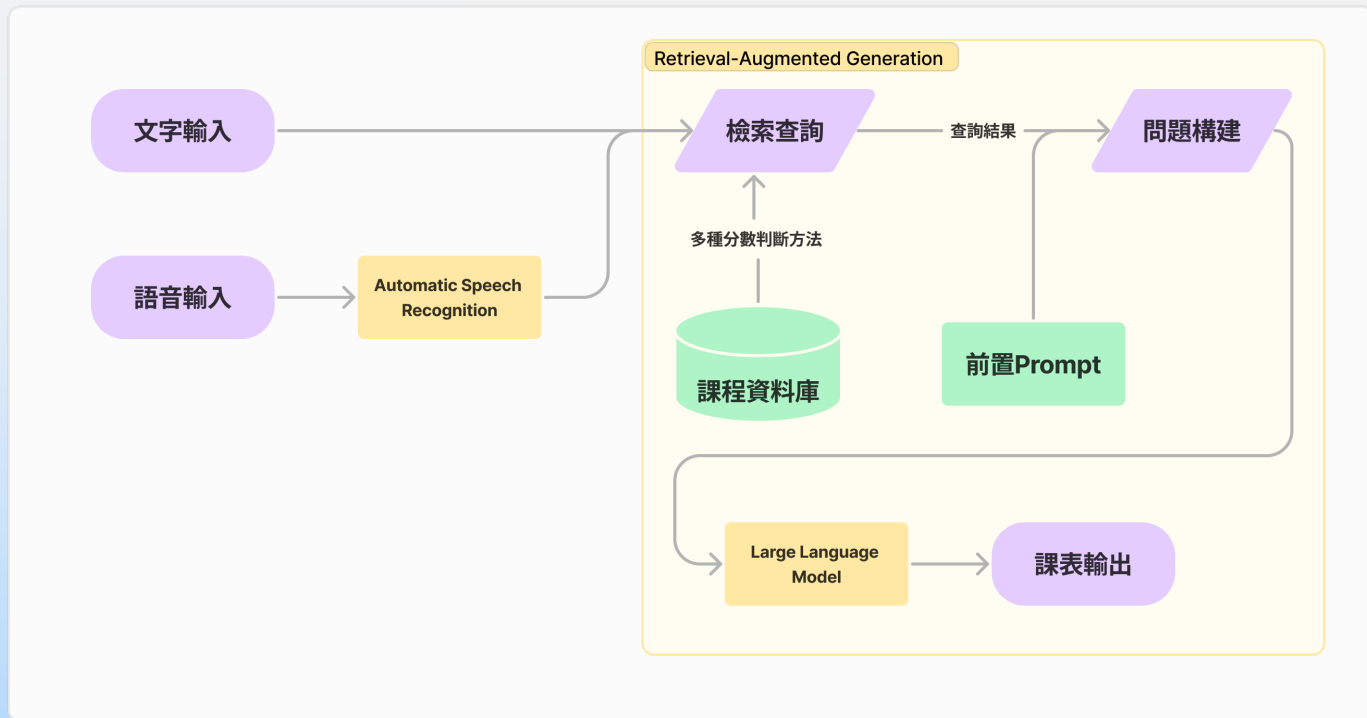 Retrieval-Augmented Generation
文字輸入
檢索查詢
查詢結果
問題構建
多種分數判斷方法
語音輸入
Automatic Speech
Recognition
課程資料庫
前置Prompt
Large Language
Model
課表輸出